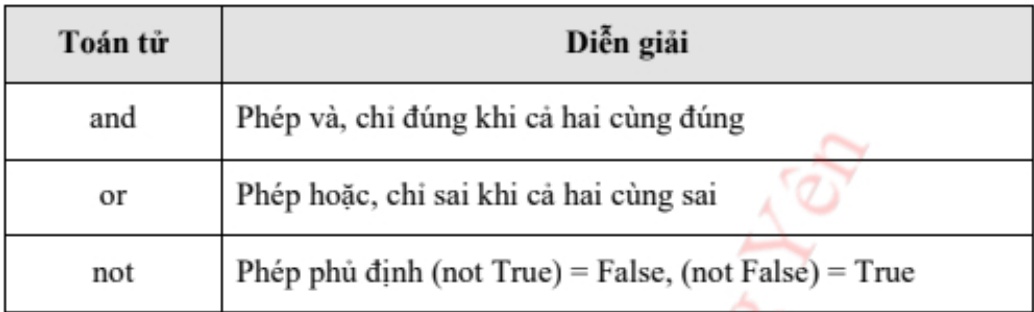 Toán tử Diễn giải
and Phép và, chỉ đúng khi cả hai cùng đúng
or Phép hoặc, chỉ sai khi cả hai cùng sai
not Phép phủ định (not True) = False, (not False) = True
Yên